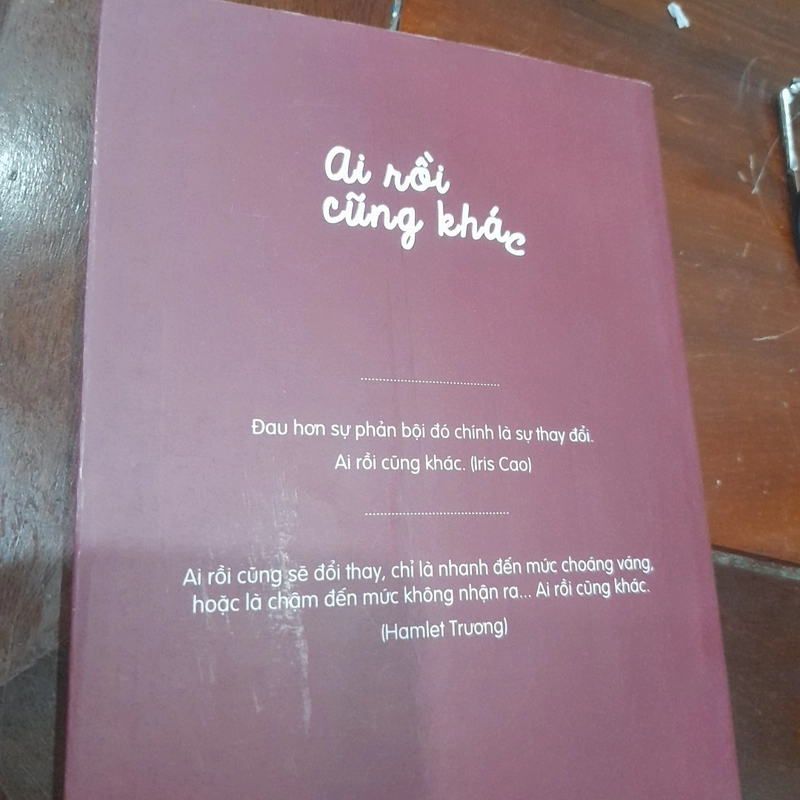 Ai rồi
cũng khác
Đau hơn sự phản bội đó chính là sự thay đổi.
Ai rồi cũng khác. (Iris Cao)
Ai rồi cũng sẽ đổi thay, chỉ là nhanh đến mức choáng váng,
hoặc là chậm đến mức không nhận ra... Ai rồi cũng khác.
(Hamlet Trương)